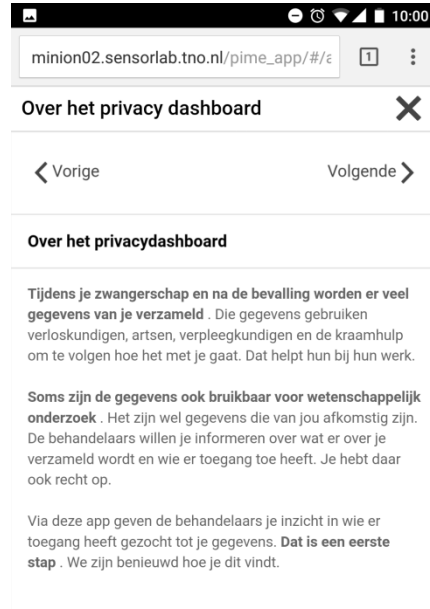 10:00
minion02.sensorlab.tno.nl/pime_app/#/a
1
Over het privacy dashboard
Vorige
Volgende
Over het privacydashboard
Tijdens je zwangerschap en na de bevalling worden er veel
gegevens van je verzameld . Die gegevens gebruiken
verloskundigen, artsen, verpleegkundigen en de kraamhulp
om te volgen hoe het met je gaat. Dat helpt hun bij hun werk.
Soms zijn de gegevens ook bruikbaar voor wetenschappelijk
onderzoek . Het zijn wel gegevens die van jou afkomstig zijn.
De behandelaars willen je informeren over wat er over je
verzameld wordt en wie er toegang toe heeft. Je hebt daar
ook recht op.
Via deze app geven de behandelaars je inzicht in wie er
toegang heeft gezocht tot je gegevens. Dat is een eerste
stap . We zijn benieuwd hoe je dit vindt.